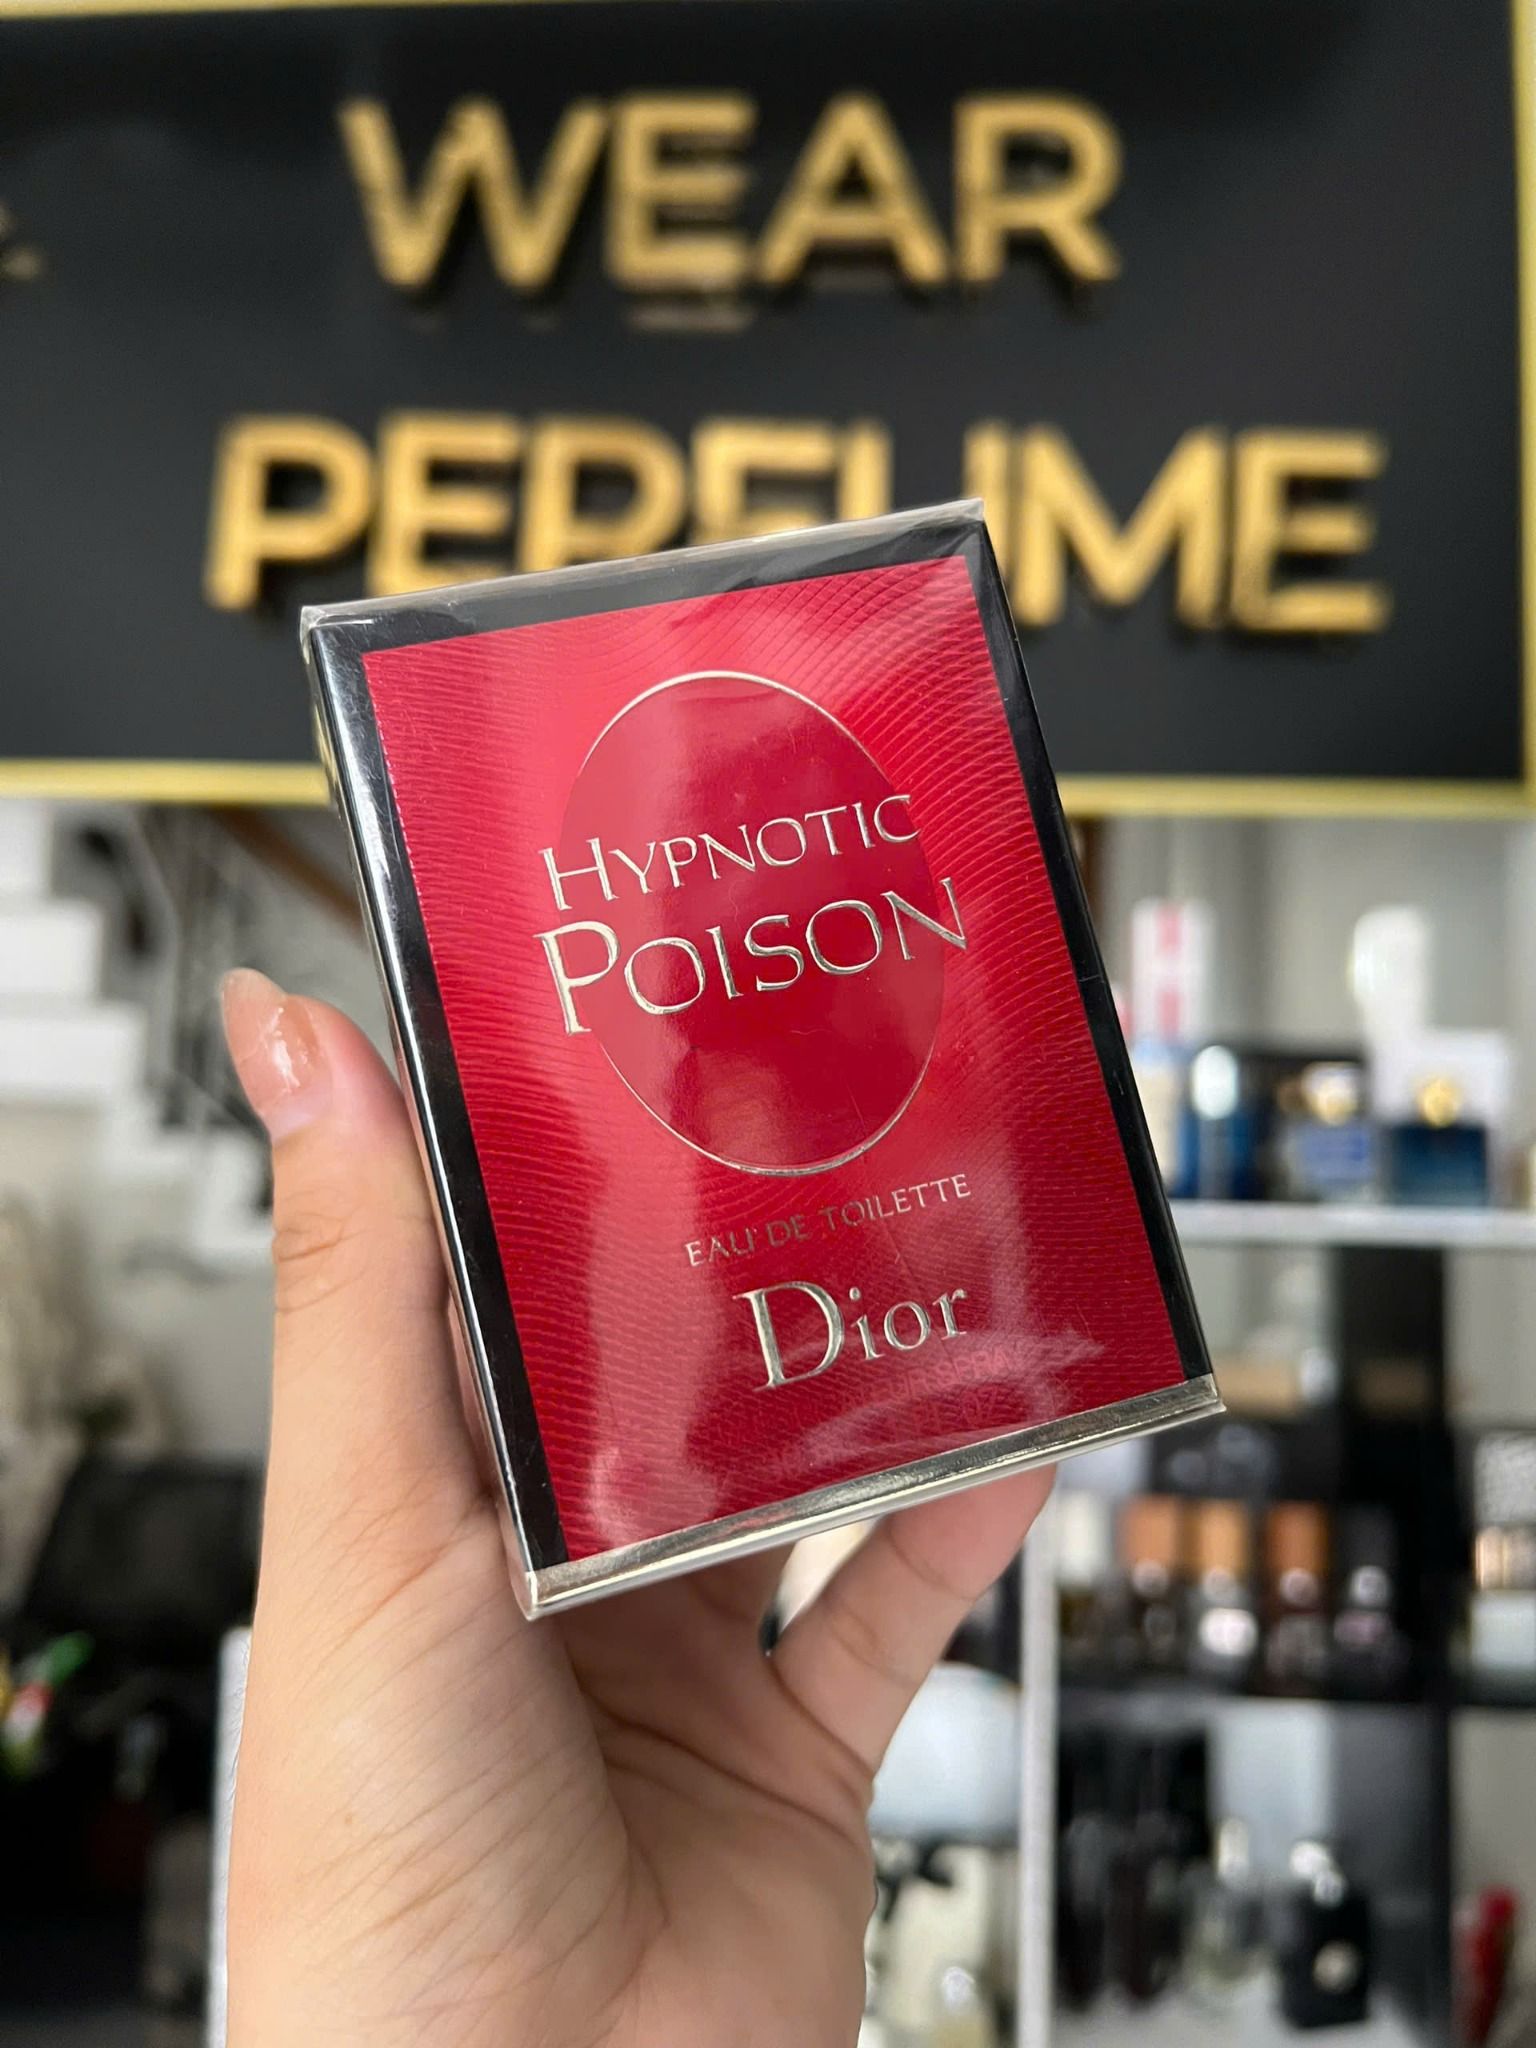 WEAR
PERFUME
HYPNOTIC
POISON
EAU DE TOILETTE
Dior